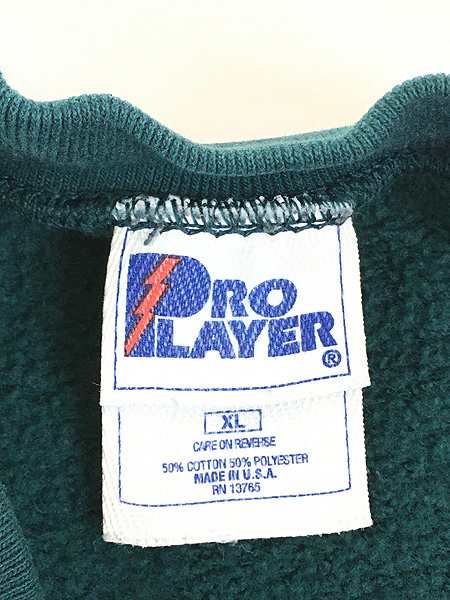 PRO
PLAYER®
XL
CARE ON REVERSE
50% COTTON 50% POLYESTER
MADE IN U.S.A.
RN 13765